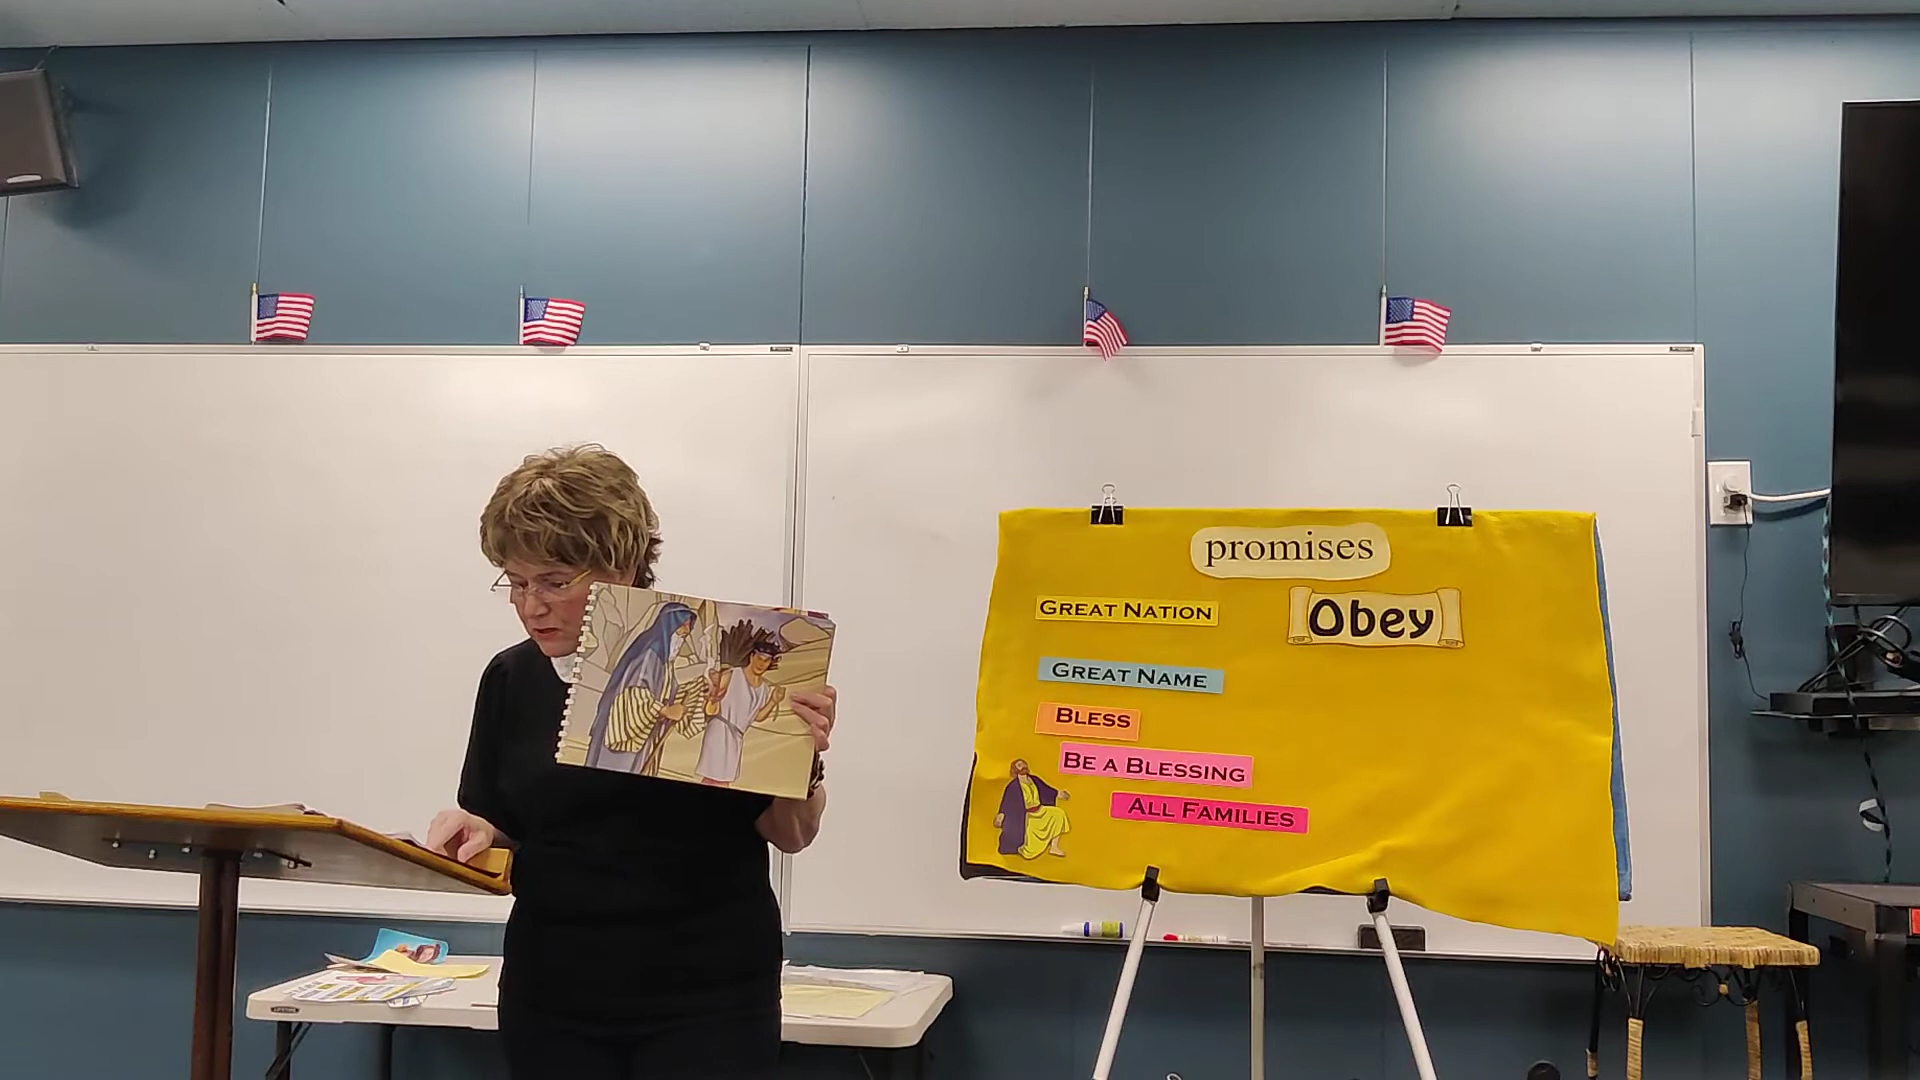 promises
GREAT NATION
Obey
GREAT NAME
BLESS
BE A BLESSING
ALL FAMILIES